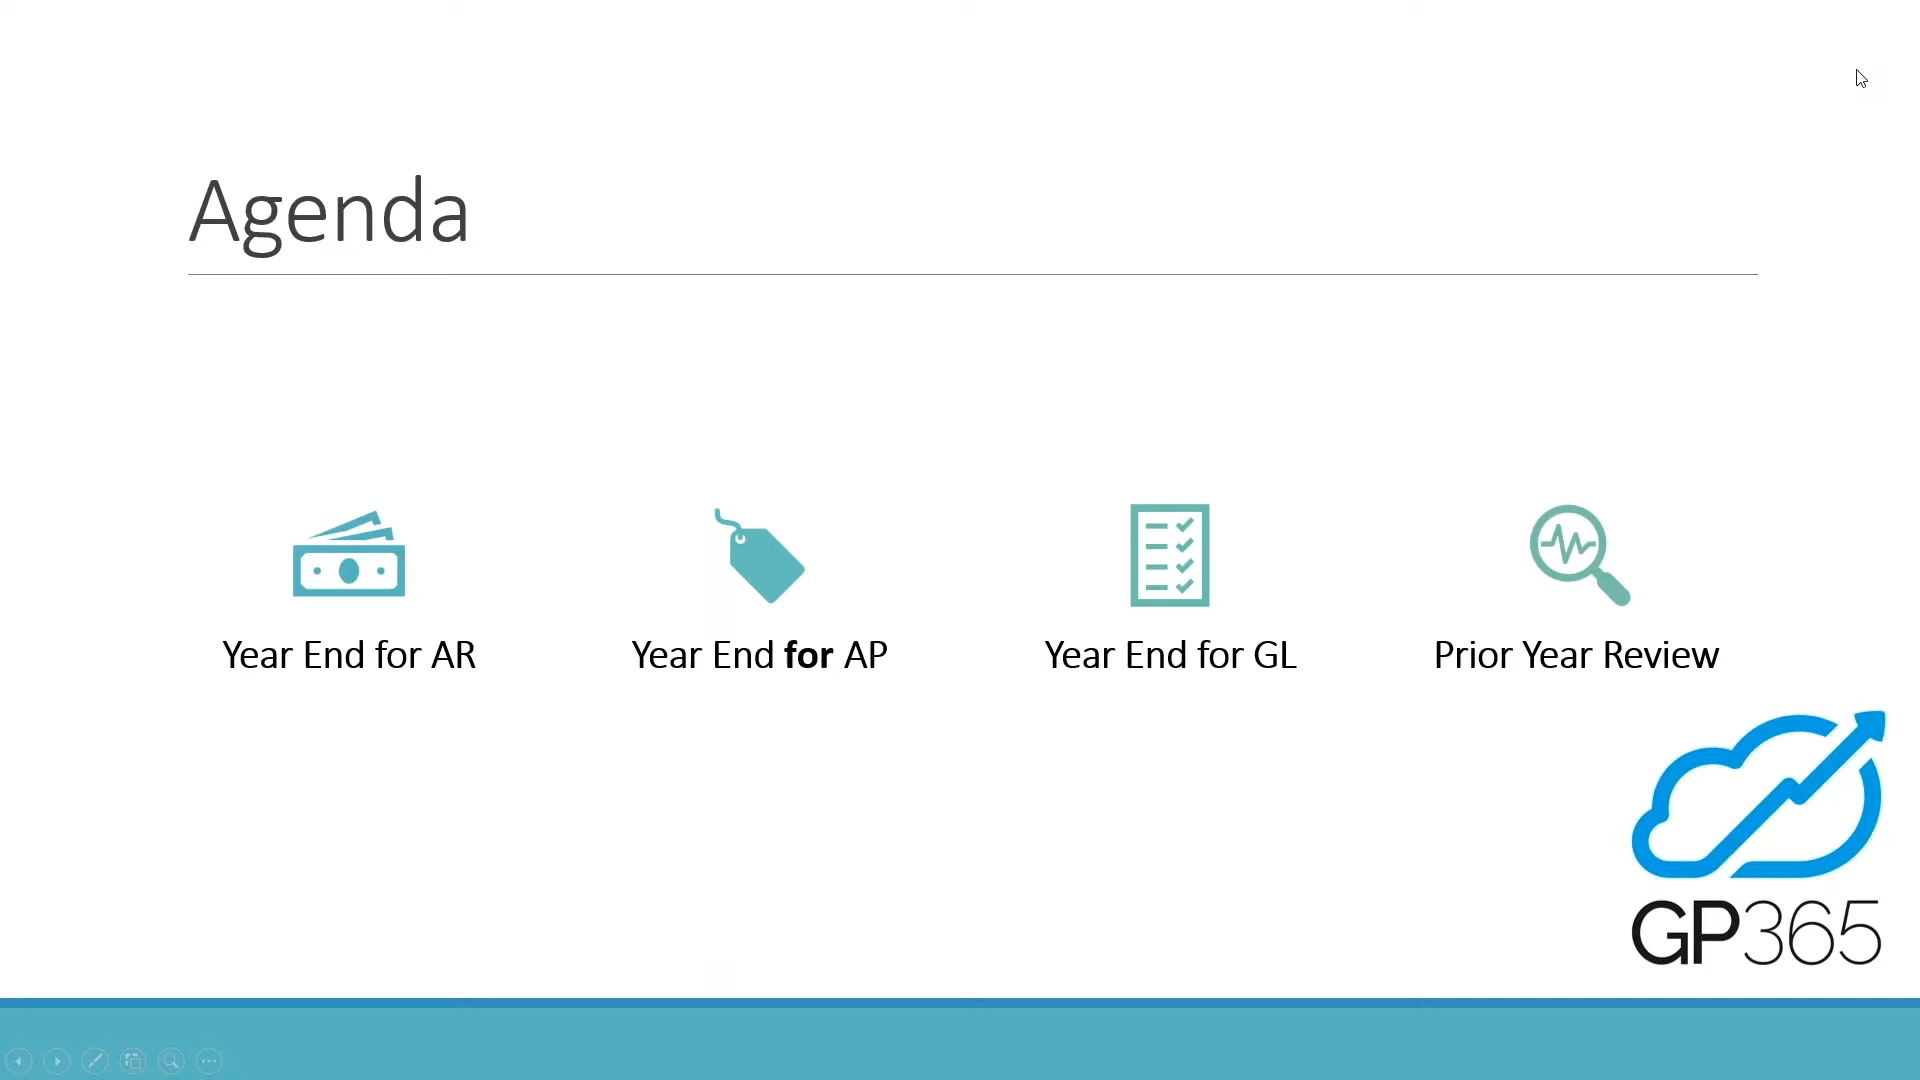 Agenda
Year End for AR
Year End for AP
Year End for GL
Prior Year Review
GP365